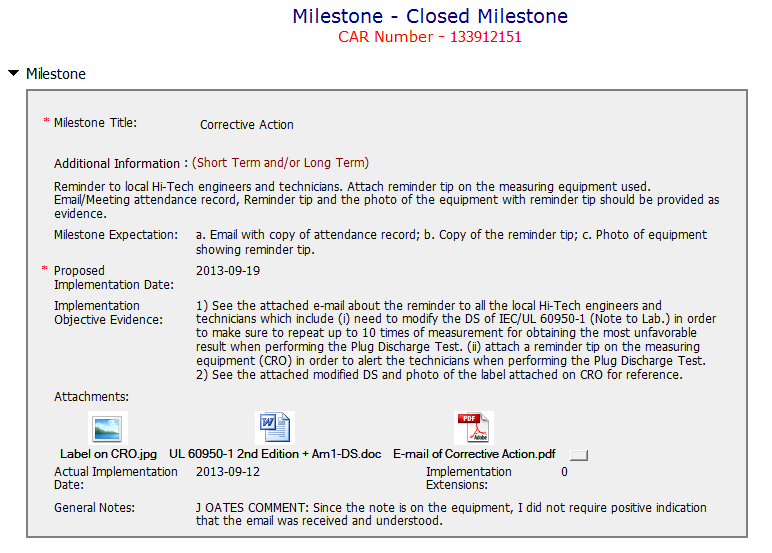 Milestone - Closed Milestone
CAR Number - 133912151
Milestone
* Milestone Title: Corrective Action
Additional Information : (Short Term and/or Long Term)
Reminder to local Hi-Tech engineers and technicians. Attach reminder tip on the measuring equipment used.
Email/Meeting attendance record, Reminder tip and the photo of the equipment with reminder tip should be provided as
evidence.
Milestone Expectation: a. Email with copy of attendance record; b. Copy of the reminder tip; c. Photo of equipment
showing reminder tip.
* Proposed 2013-09-19
Implementation Date:
Implementation 1) See the attached e-mail about the reminder to all the local Hi-Tech engineers and
Objective Evidence: technicians which include (i) need to modify the DS of IEC/UL 60950-1 (Note to Lab.) in order
to make sure to repeat up to 10 times of measurement for obtaining the most unfavorable
result when performing the Plug Discharge Test. (ii) attach a reminder tip on the measuring
equipment (CRO) in order to alert the technicians when performing the Plug Discharge Test.
2) See the attached modified DS and photo of the label attached on CRO for reference.
Attachments:
PDF
Adobe
Label on CRO.jpg UL 60950-1 2nd Edition + Am1-DS.doc E-mail of Corrective Action.pdf
Actual Implementation 2013-09-12 Implementation 0
Date: Extensions:
General Notes: J OATES COMMENT: Since the note is on the equipment, I did not require positive indication
that the email was received and understood.